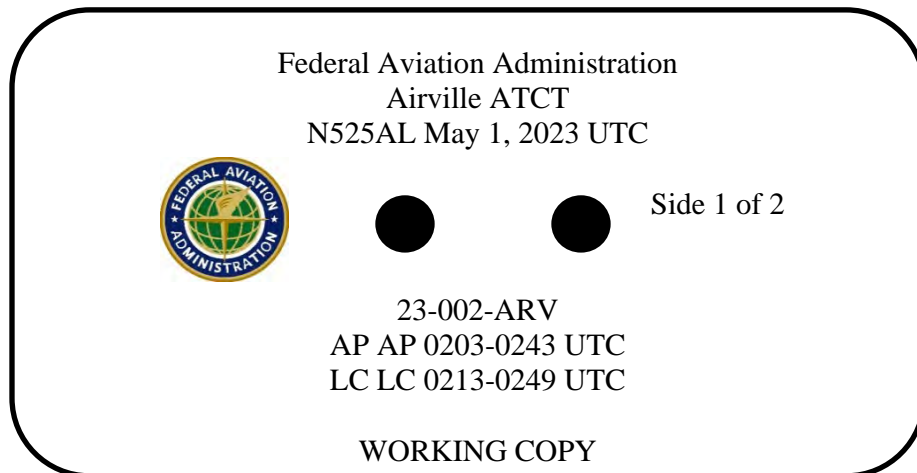 Federal Aviation Administration
Airville ATCT
N525AL May 1, 2023 UTC
FEDERAL AVIATION
ADMINISTRATION
Side 1 of 2
23-002-ARV
AP AP 0203-0243 UTC
LC LC 0213-0249 UTC
WORKING COPY